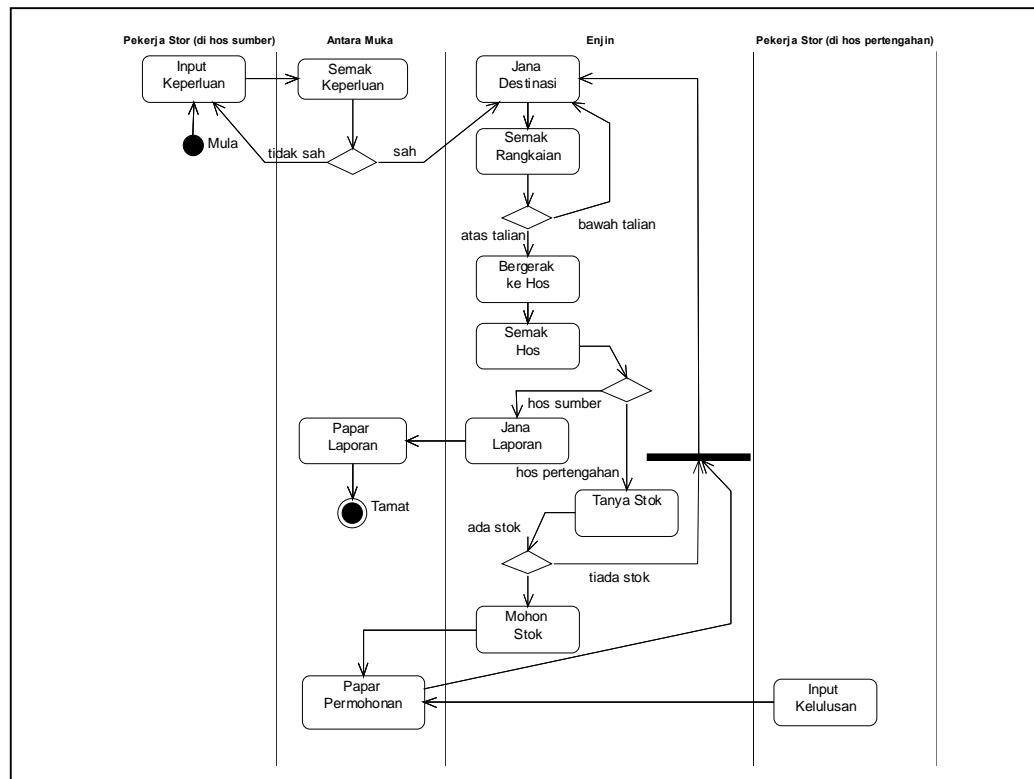 Pekerja Stor (di hos sumber)
Antara Muka
Enjin
Pekerja Stor (di hos pertengahan)
Input
Keperluan
Semak
Keperluan
Jana
Destinasi
Mula
tidak sah
sah
Semak
Rangkaian
atas talian
bawah talian
Bergerak
ke Hos
Semak
Hos
hos sumber
Papar
Laporan
Jana
Laporan
hos pertengahan
Tamat
Tanya Stok
ada stok
tiada stok
Mohon
Stok
Papar
Permohonan
Input
Kelulusan